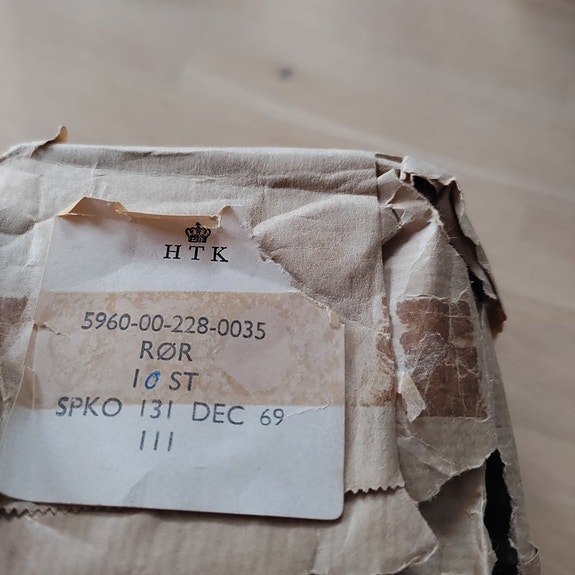 HTK
5960-00-228-0035
RØR
10 ST
SPKO 131 DEC 69
111